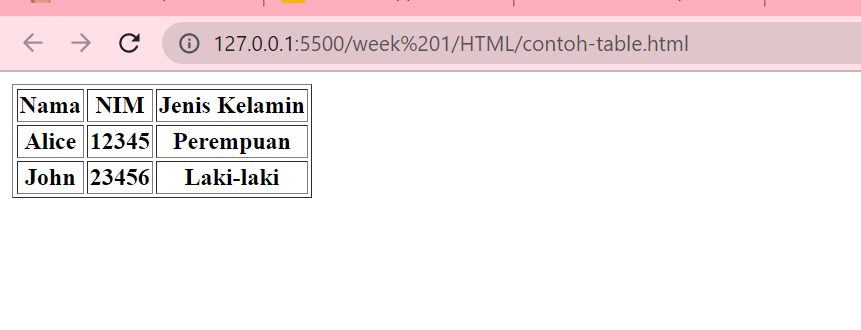 127.0.0.1:5500/week%201/HTML/contoh-table.html
Nama NIM Jenis Kelamin
Alice 12345 Perempuan
John 23456 Laki-laki